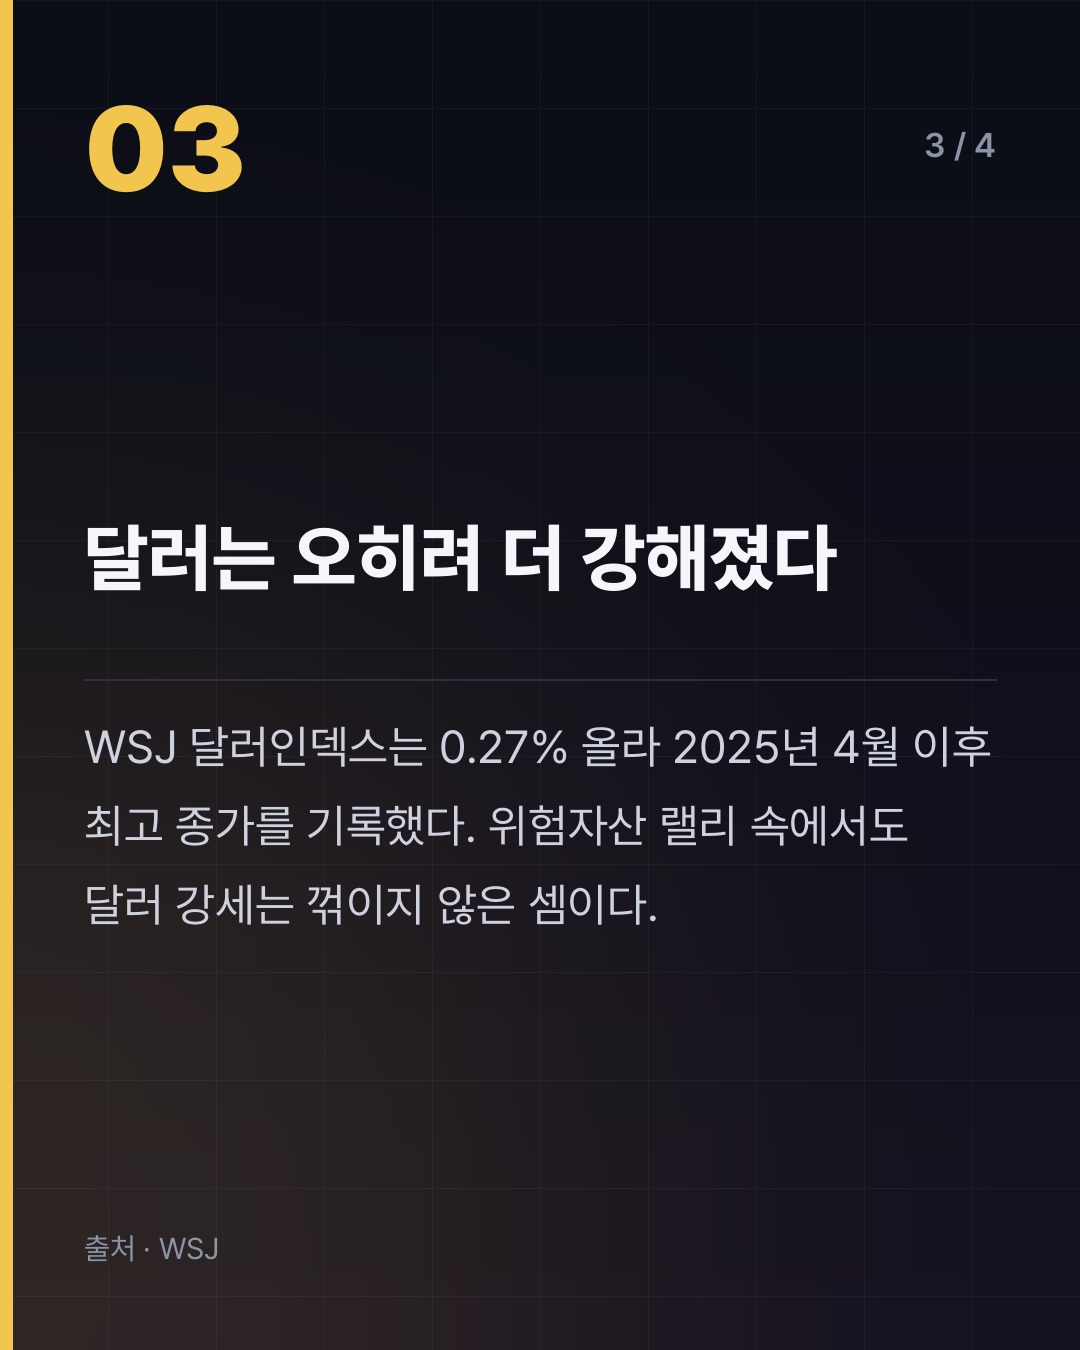 03
3 / 4
달러는 오히려 더 강해졌다
WSJ 달러인덱스는 0.27% 올라 2025년 4월 이후
최고 종가를 기록했다. 위험자산 랠리 속에서도
달러 강세는 꺾이지 않은 셈이다.
출처 · WSJ